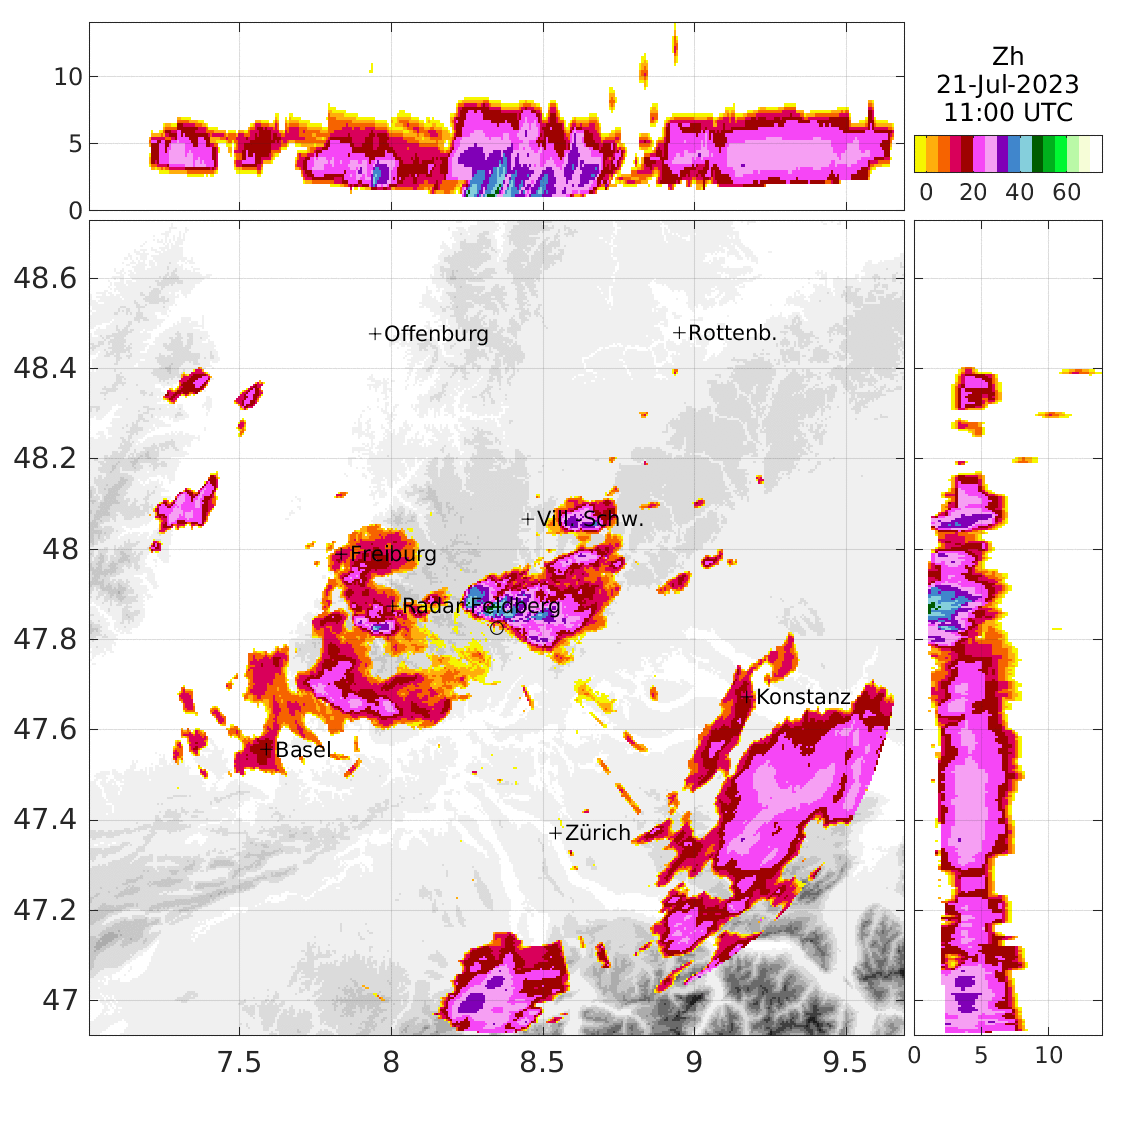 10
5
0
Zh
21-Jul-2023
11:00 UTC
0 20 40 60
48.6
48.4
48.2
48
47.8
47.6
47.4
47.2
47
+Offenburg
+Rottenb.
+Vill.-Schw.
+Freiburg
+Radar Feldberg
+Konstanz
+Basel
+Zürich
7.5 8 8.5 9 9.5
0 5 10